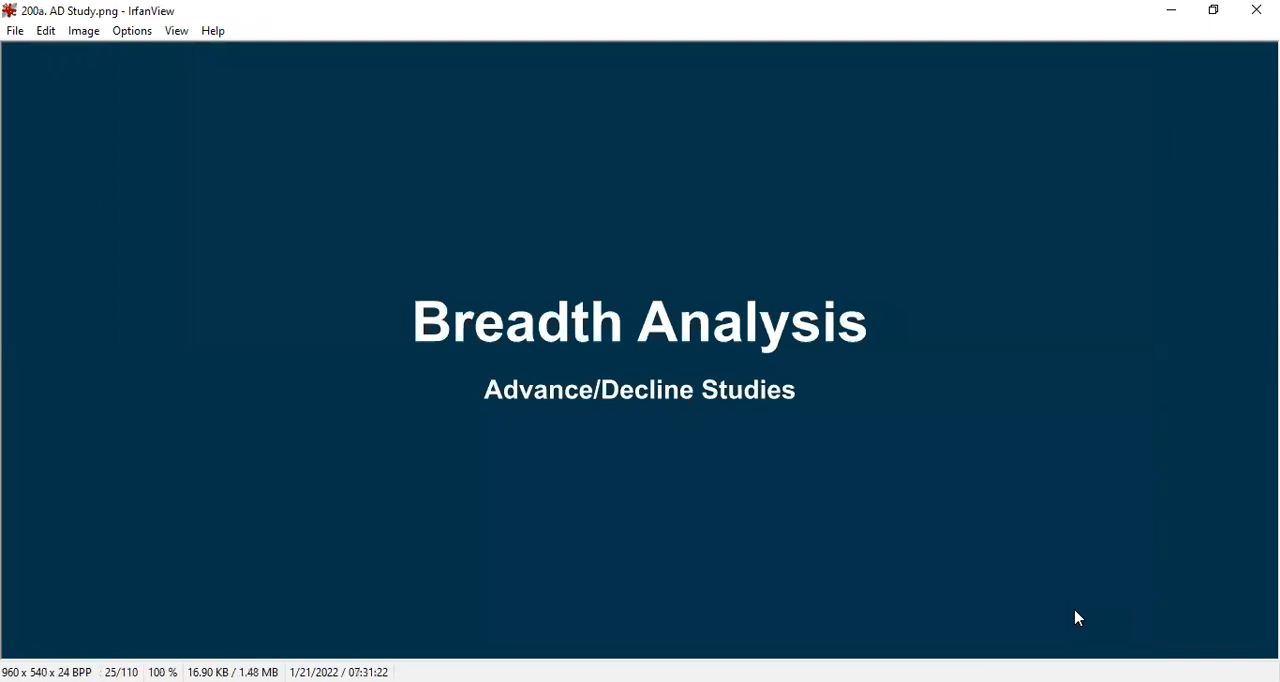 200a. AD Study.png - IrfanView
File Edit Image Options View Help
Breadth Analysis
Advance/Decline Studies
960 x 540 x 24 BPP : 25/110 100 % 16.90 KB / 1.48 MB 1/21/2022 / 07:31:22